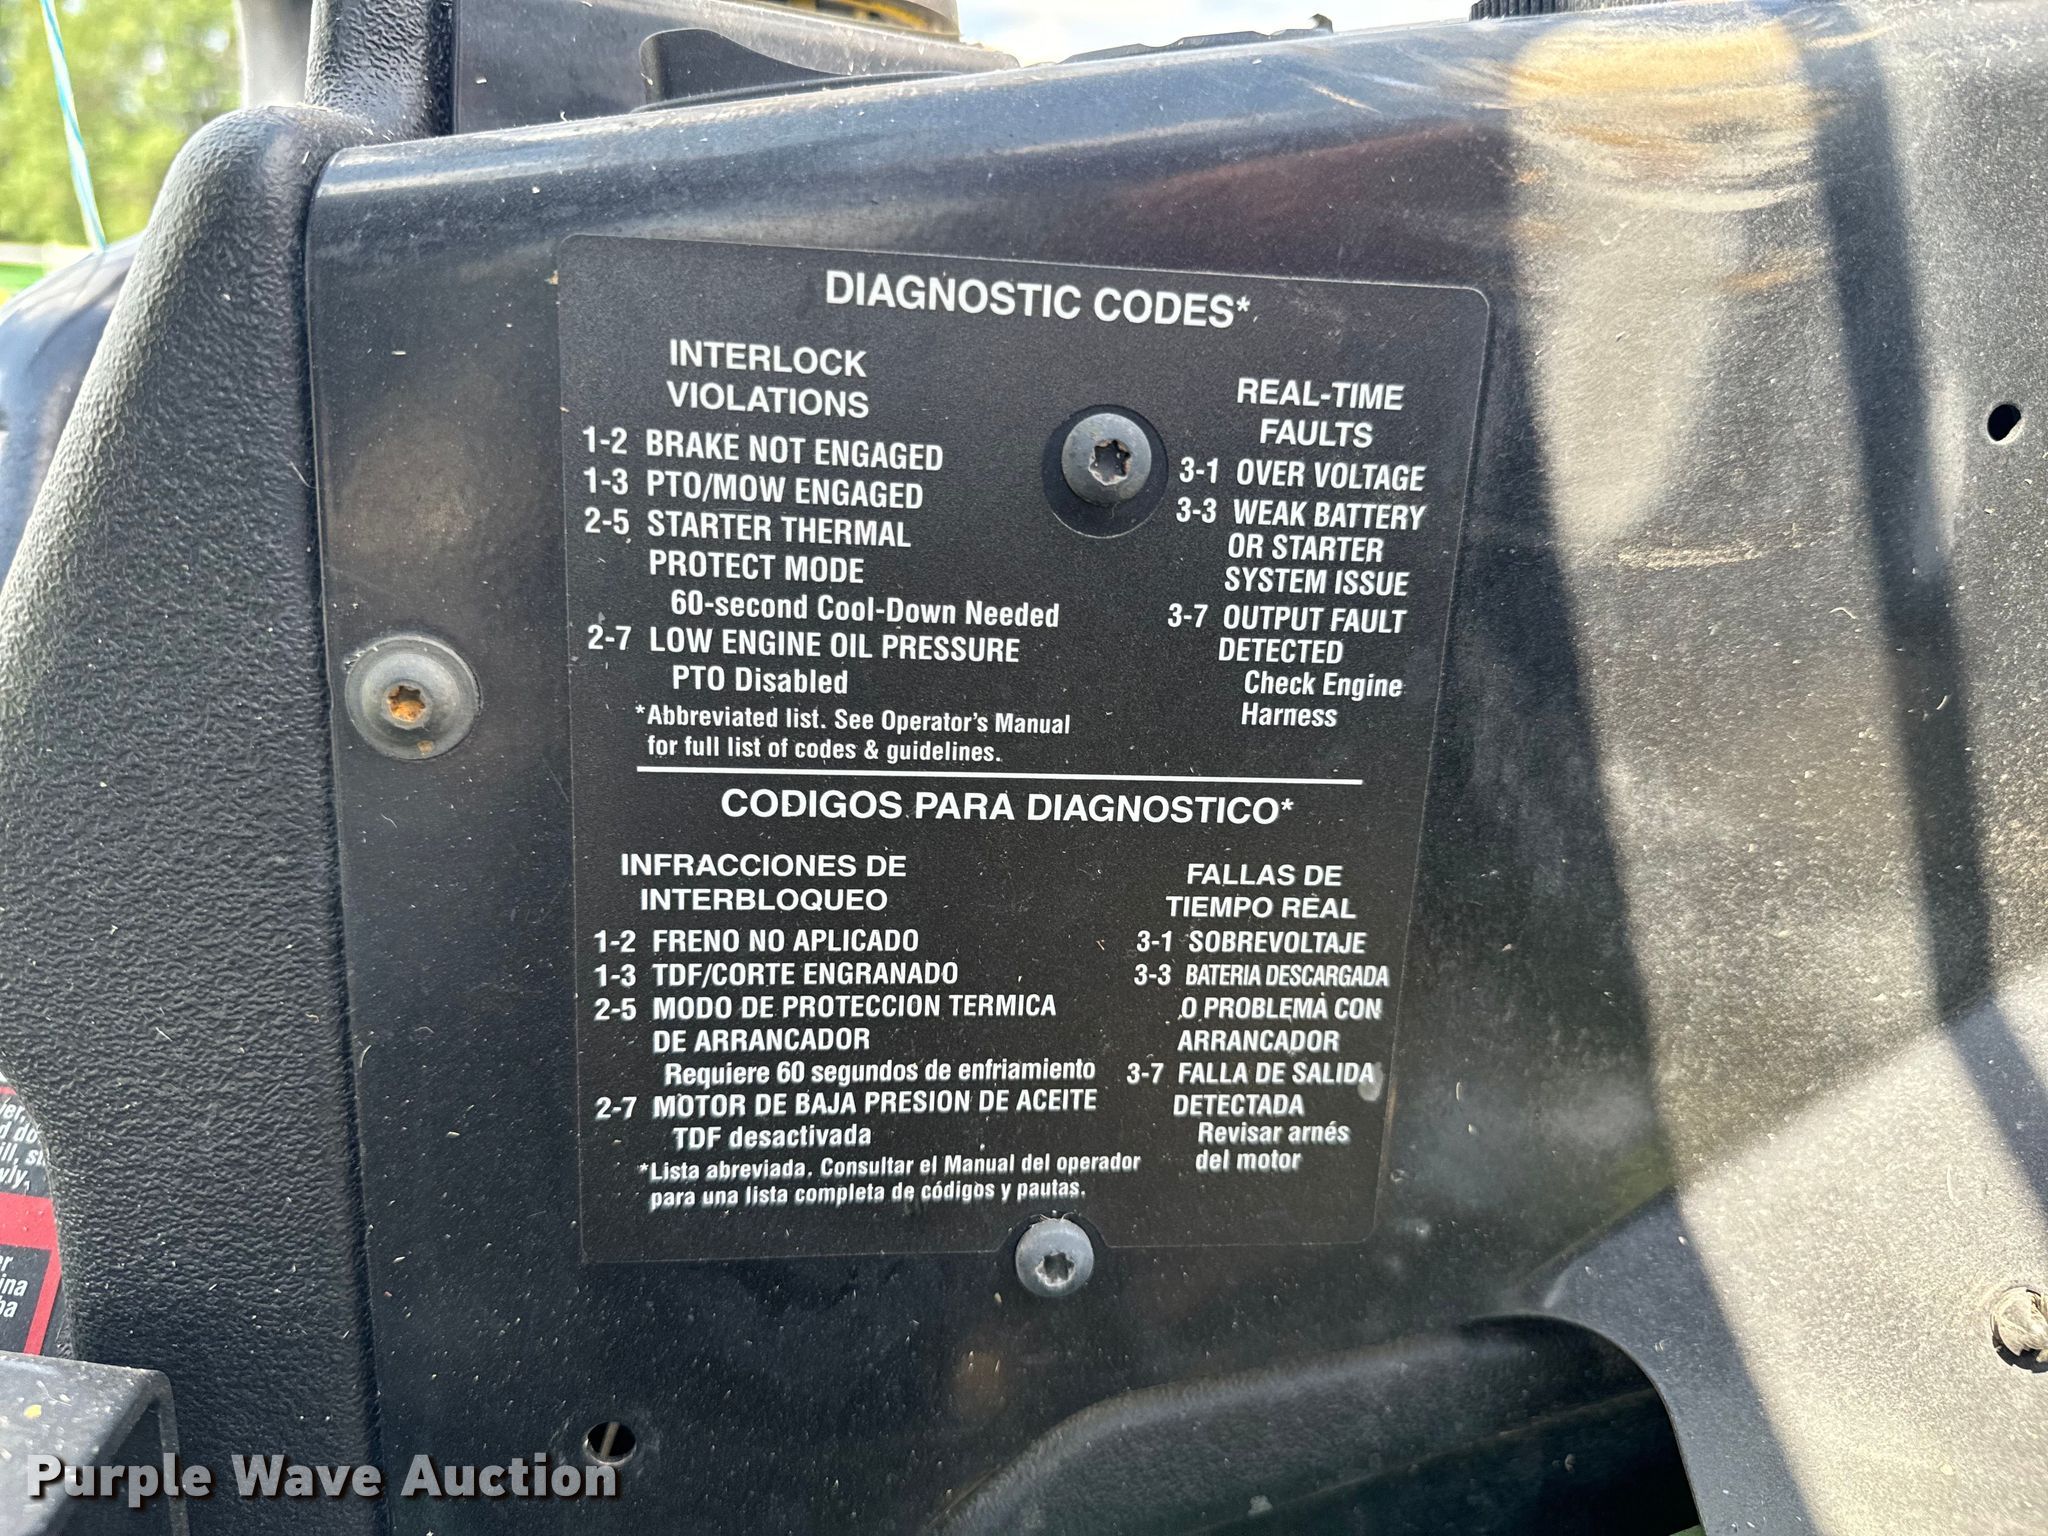 DIAGNOSTIC CODES*
INTERLOCK
VIOLATIONS
1-2 BRAKE NOT ENGAGED
1-3 PTO/MOW ENGAGED
2-5 STARTER THERMAL
PROTECT MODE
60-second Cool-Down Needed
2-7 LOW ENGINE OIL PRESSURE
PTO Disabled
*Abbreviated list. See Operator's Manual
for full list of codes & guidelines.
REAL-TIME
FAULTS
3-1 OVER VOLTAGE
3-3 WEAK BATTERY
OR STARTER
SYSTEM ISSUE
3-7 OUTPUT FAULT
DETECTED
Check Engine
Harness
CODIGOS PARA DIAGNOSTICO*
INFRACCIONES DE
INTERBLOQUEO
1-2 FRENO NO APLICADO
1-3 TDF/CORTE ENGRANADO
2-5 MODO DE PROTECCION TERMICA
DE ARRANCADOR
Requiere 60 segundos de enfriamiento
2-7 MOTOR DE BAJA PRESION DE ACEITE
TDF desactivada
*Lista abreviada. Consultar el Manual del operador
para una lista completa de códigos y pautas.
FALLAS DE
TIEMPO REAL
3-1 SOBREVOLTAJE
3-3 BATERIA DESCARGADA
O PROBLEMA CON
ARRANCADOR
3-7 FALLA DE SALIDA
DETECTADA
Revisar arnés
del motor
Purple Wave Auction